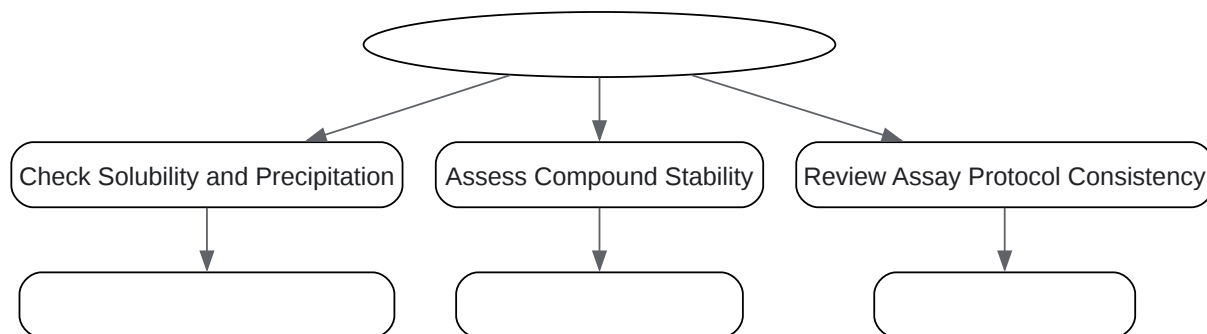 Check Solubility and Precipitation
Assess Compound Stability
Review Assay Protocol Consistency